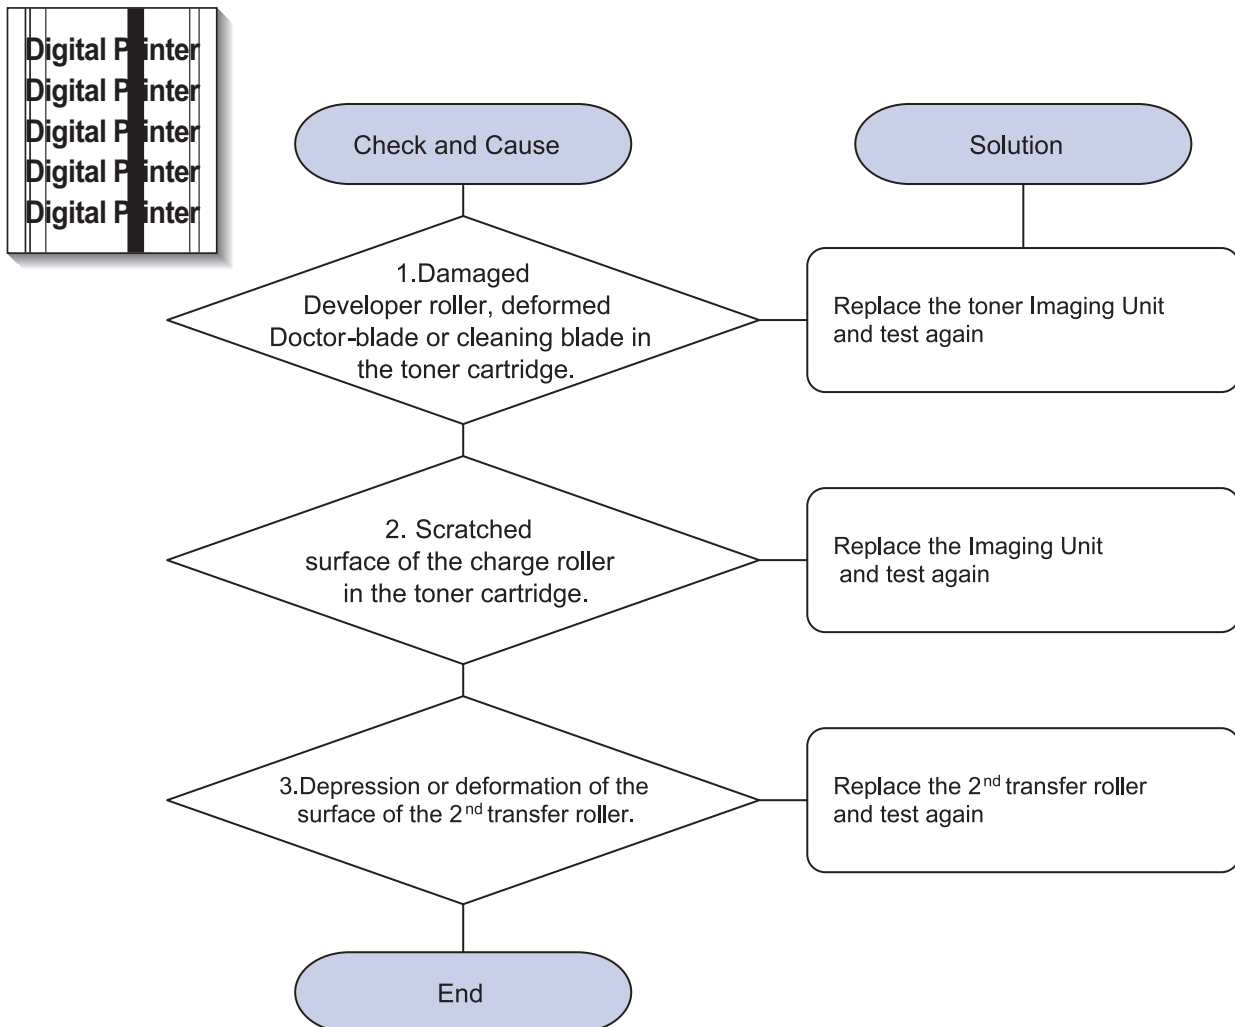 Digital Printer
Digital Printer
Digital Printer
Digital Printer
Digital Printer
Check and Cause
Solution
1.Damaged
Developer roller, deformed
Doctor-blade or cleaning blade in
the toner cartridge.
Replace the toner Imaging Unit
and test again
2. Scratched
surface of the charge roller
in the toner cartridge.
Replace the Imaging Unit
and test again
3.Depression or deformation of the
surface of the 2nd transfer roller.
Replace the 2nd transfer roller
and test again
End